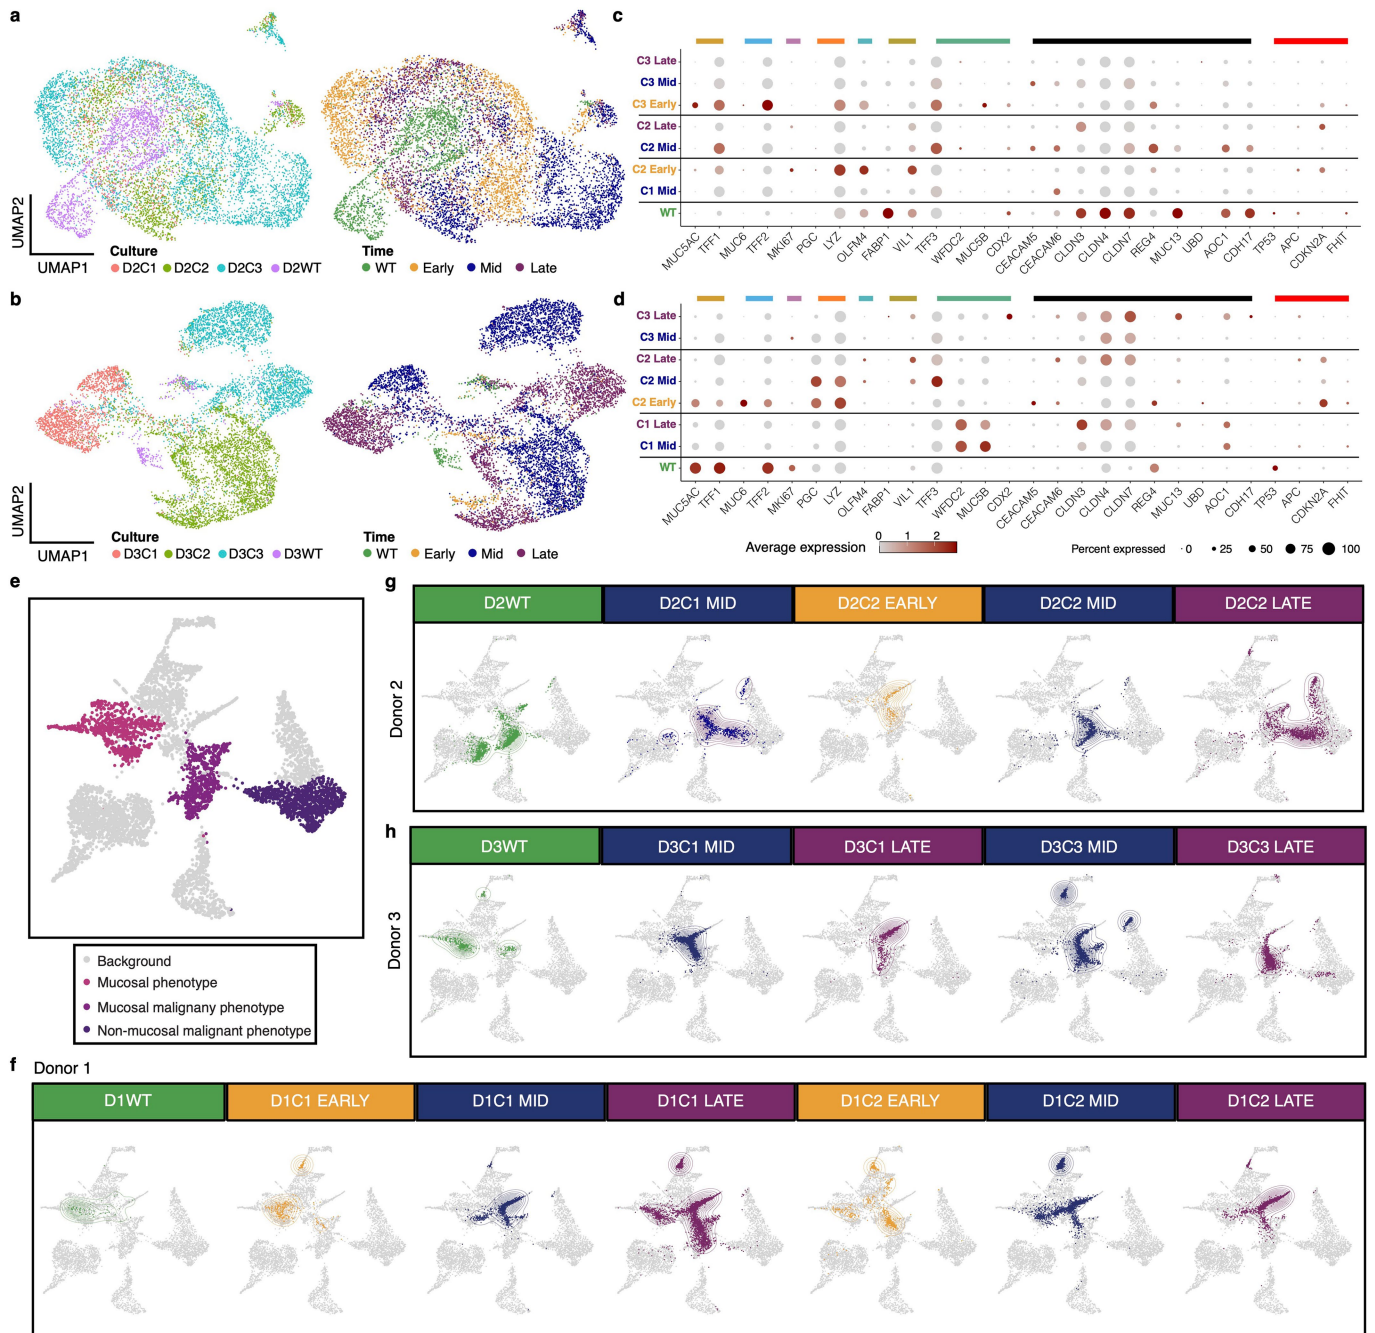 a
UMAP2
UMAP1
Culture
D2C1 D2C2 D2C3 D2WT
Time
WT Early Mid Late
b
UMAP2
UMAP1
Culture
D3C1 D3C2 D3C3 D3WT
Time
WT Early Mid Late
c
C3 Late
C3 Mid
C3 Early
C2 Late
C2 Mid
C2 Early
C1 Mid
WT
MUC5AC TFF1 MUC6 TFF2 MKI67 PGC LYZ OLFM4 FABP1 VIL1 TFF3 WFDC2 MUC5B CDX2 CEACAM5 CEACAM6 CLDN3 CLDN4 CLDN7 REG4 MUC13 UBD AOC1 CDH17 TP53 APC CDKN2A FHIT
d
C3 Late
C3 Mid
C2 Late
C2 Mid
C2 Early
C1 Late
C1 Mid
WT
MUC5AC TFF1 MUC6 TFF2 MKI67 PGC LYZ OLFM4 FABP1 VIL1 TFF3 WFDC2 MUC5B CDX2 CEACAM5 CEACAM6 CLDN3 CLDN4 CLDN7 REG4 MUC13 UBD AOC1 CDH17 TP53 APC CDKN2A FHIT
Average expression
0 1 2
Percent expressed 0 25 50 75 100
e
Background
Mucosal phenotype
Mucosal malignany phenotype
Non-mucosal malignant phenotype
g
Donor 2
D2WT D2C1 MID D2C2 EARLY D2C2 MID D2C2 LATE
h
Donor 3
D3WT D3C1 MID D3C1 LATE D3C3 MID D3C3 LATE
f
Donor 1
D1WT D1C1 EARLY D1C1 MID D1C1 LATE D1C2 EARLY D1C2 MID D1C2 LATE